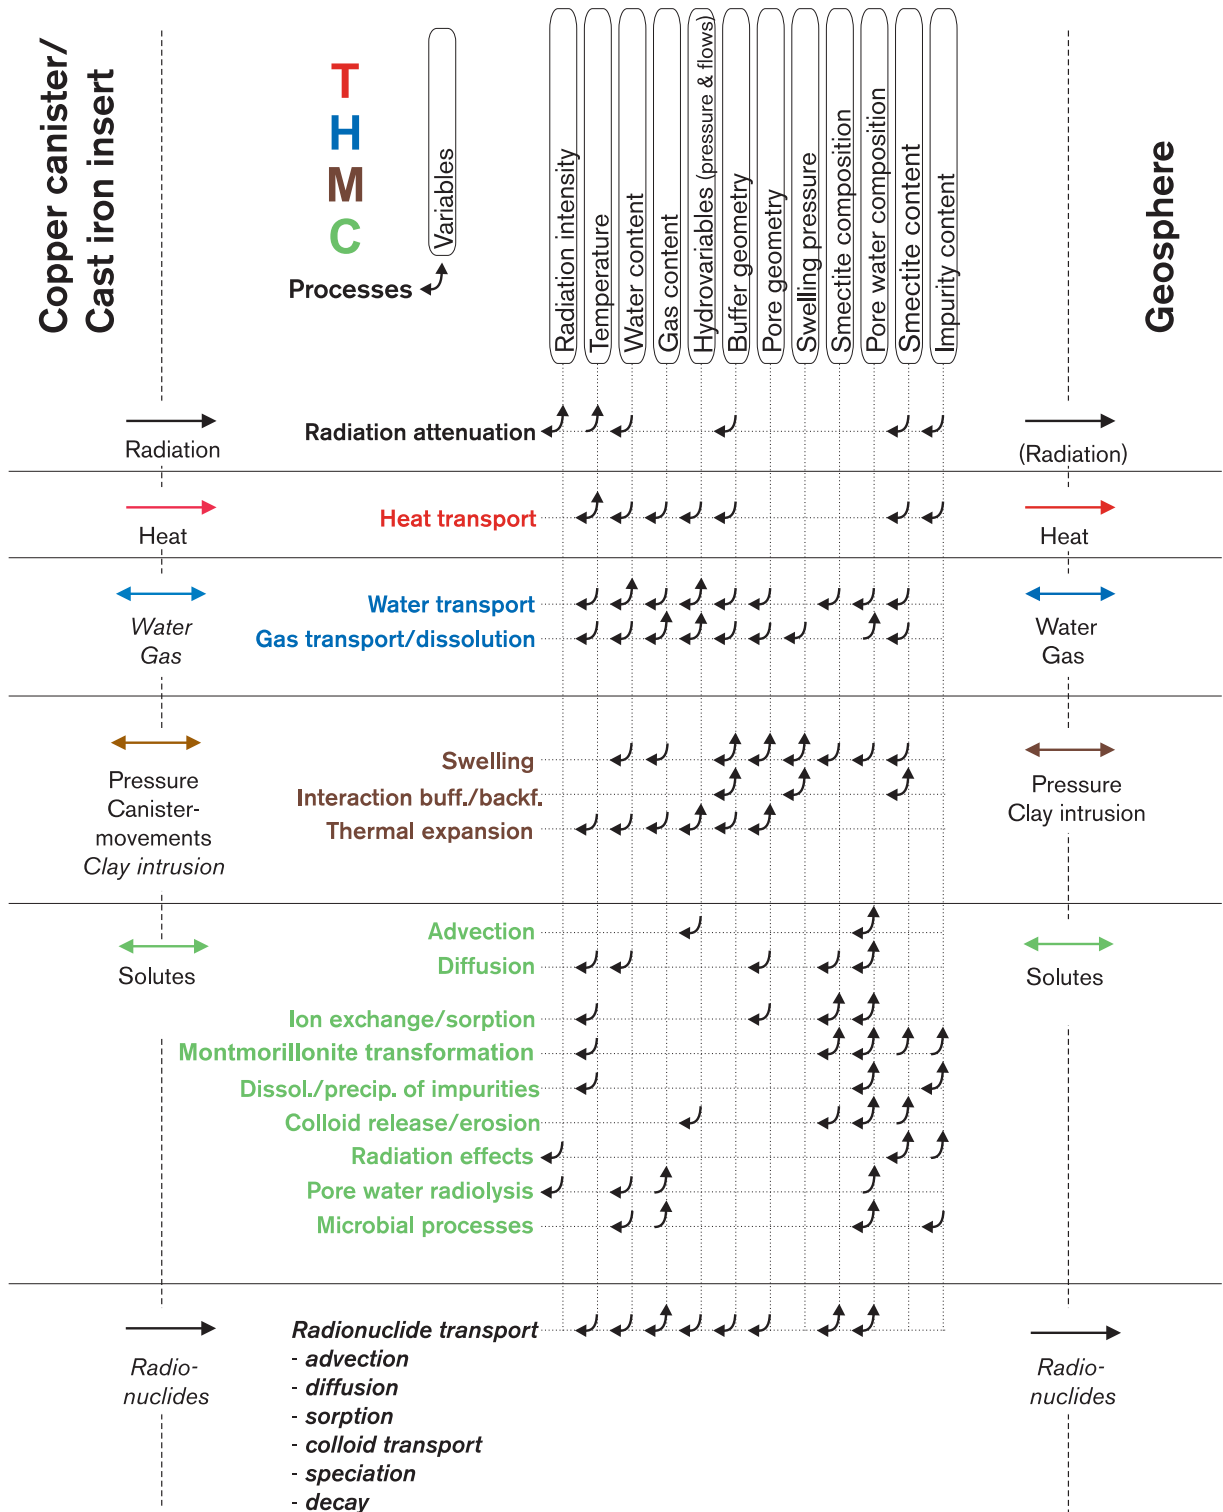 Copper canister/
Cast iron insert
T
H
M
C
Processes
Variables
Radiation intensity
Temperature
Water content
Gas content
Hydrovariables (pressure & flows)
Buffer geometry
Pore geometry
Swelling pressure
Smectite composition
Pore water composition
Smectite content
Impurity content
Geosphere
Radiation
Radiation attenuation
(Radiation)
Heat
Heat transport
Heat
Water
Gas
Water transport
Gas transport/dissolution
Water
Gas
Pressure
Canister-
movements
Clay intrusion
Swelling
Interaction buff./backf.
Thermal expansion
Pressure
Clay intrusion
Solutes
Advection
Diffusion
Ion exchange/sorption
Montmorillonite transformation
Dissol./precip. of impurities
Colloid release/erosion
Radiation effects
Pore water radiolysis
Microbial processes
Solutes
Radio-
nuclides
Radionuclide transport
- advection
- diffusion
- sorption
- colloid transport
- speciation
- decay
Radio-
nuclides